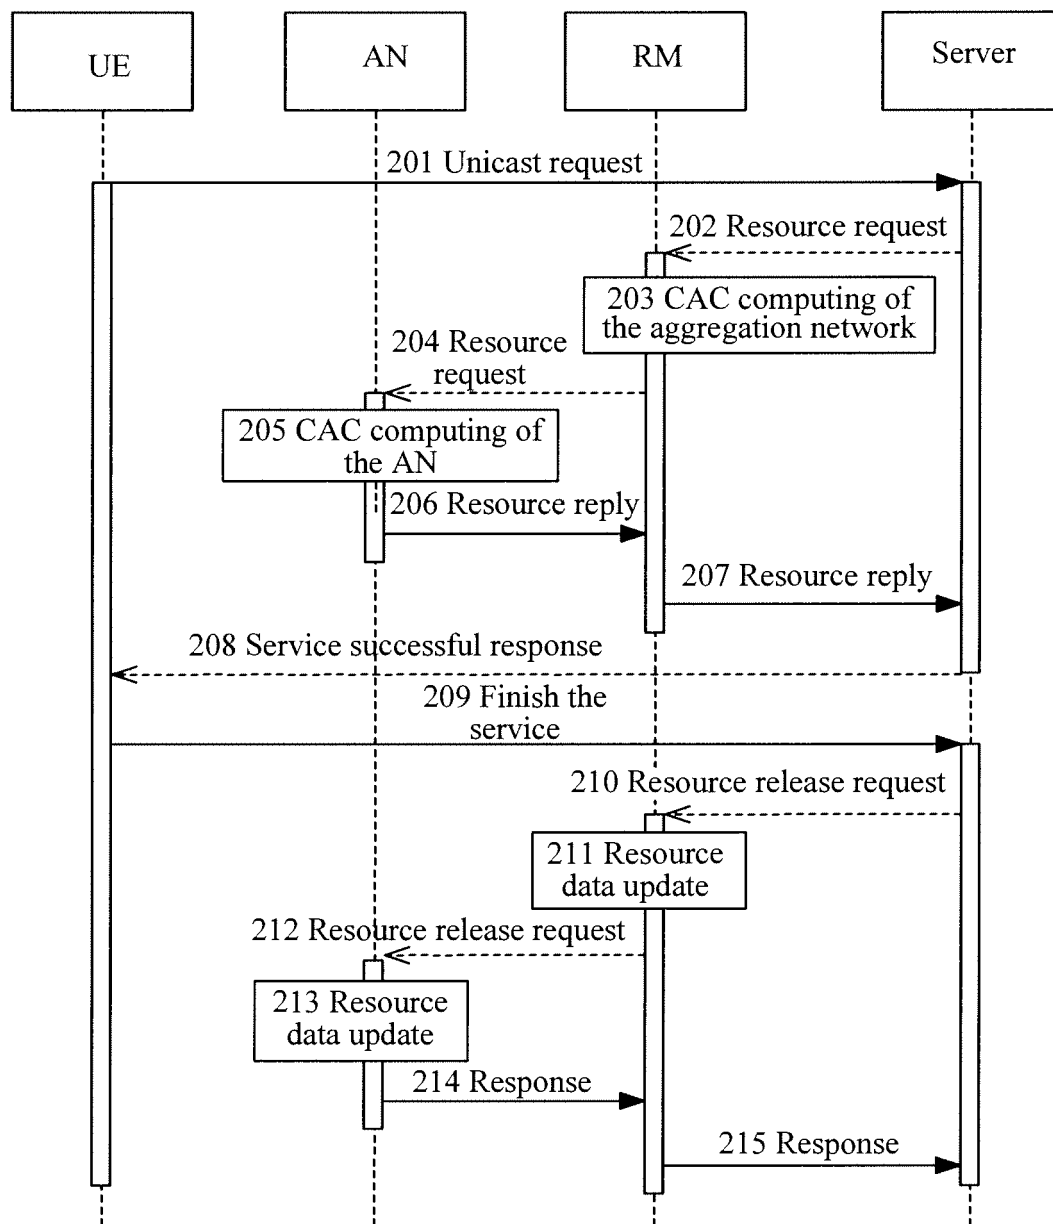 UE
AN
RM
Server
201 Unicast request
202 Resource request
203 CAC computing of
the aggregation network
204 Resource
request
205 CAC computing of
the AN
206 Resource reply
207 Resource reply
208 Service successful response
209 Finish the
service
210 Resource release request
211 Resource
data update
212 Resource release request
213 Resource
data update
214 Response
215 Response